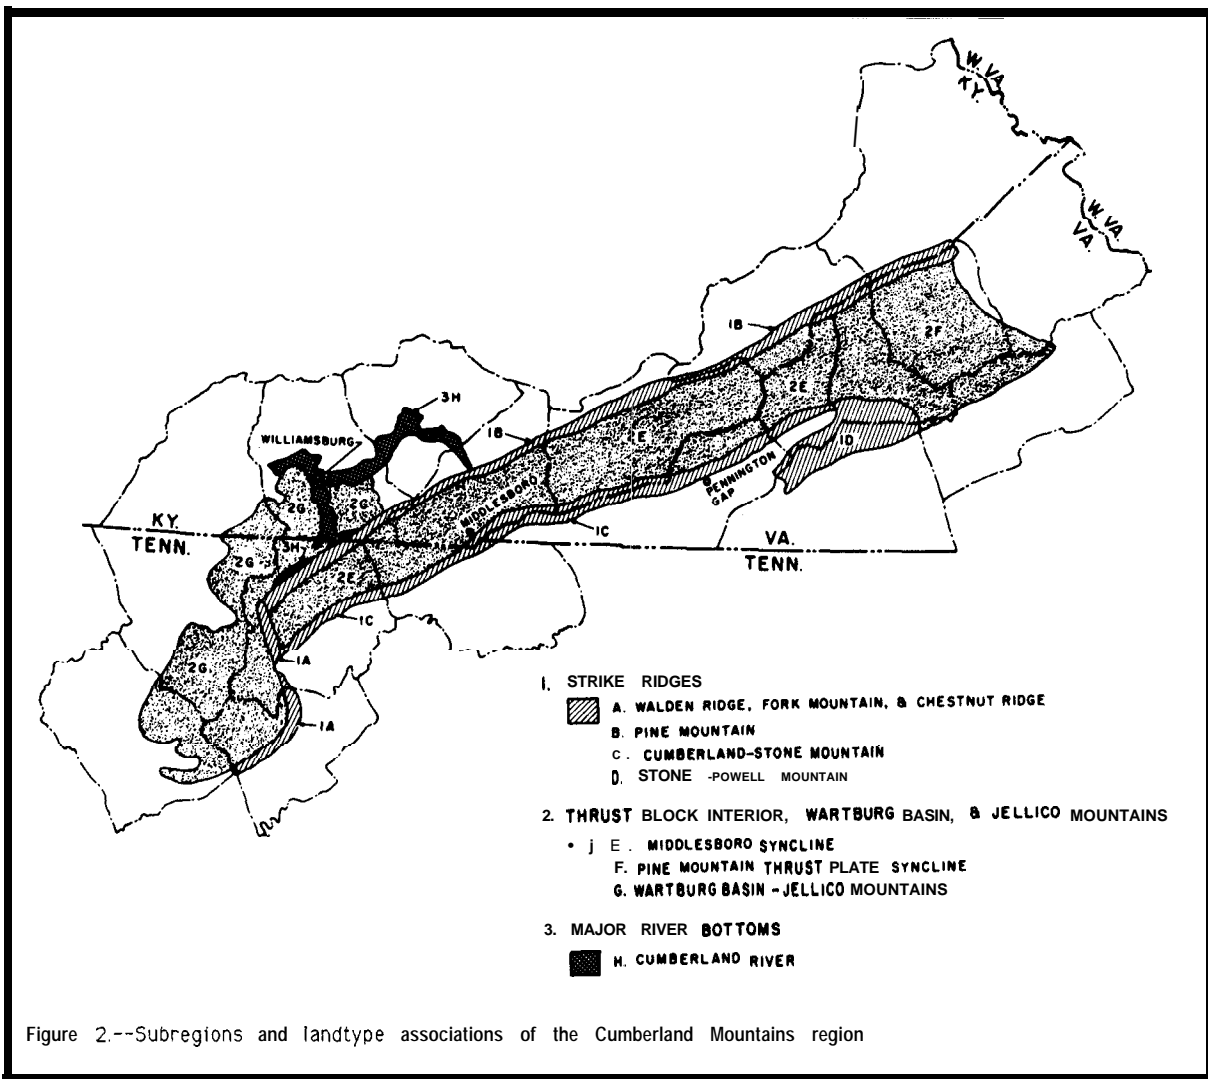 W. VA.
KY.
W. VA.
VA.
1B
2F
3H
2E
1B
WILLIAMSBURG
E
1D
PENNINGTON
GAP
MIDDLESBORO
2G
2G
1C
KY.
TENN.
3H
VA.
TENN.
2G
2E
1C
2G
1A
1A
1. STRIKE RIDGES
A. WALDEN RIDGE, FORK MOUNTAIN, & CHESTNUT RIDGE
B. PINE MOUNTAIN
C. CUMBERLAND-STONE MOUNTAIN
D. STONE -POWELL MOUNTAIN
2. THRUST BLOCK INTERIOR, WARTBURG BASIN, & JELLICO MOUNTAINS
• j E. MIDDLESBORO SYNCLINE
F. PINE MOUNTAIN THRUST PLATE SYNCLINE
G. WARTBURG BASIN - JELLICO MOUNTAINS
3. MAJOR RIVER BOTTOMS
H. CUMBERLAND RIVER
Figure 2.--Subregions and landtype associations of the Cumberland Mountains region